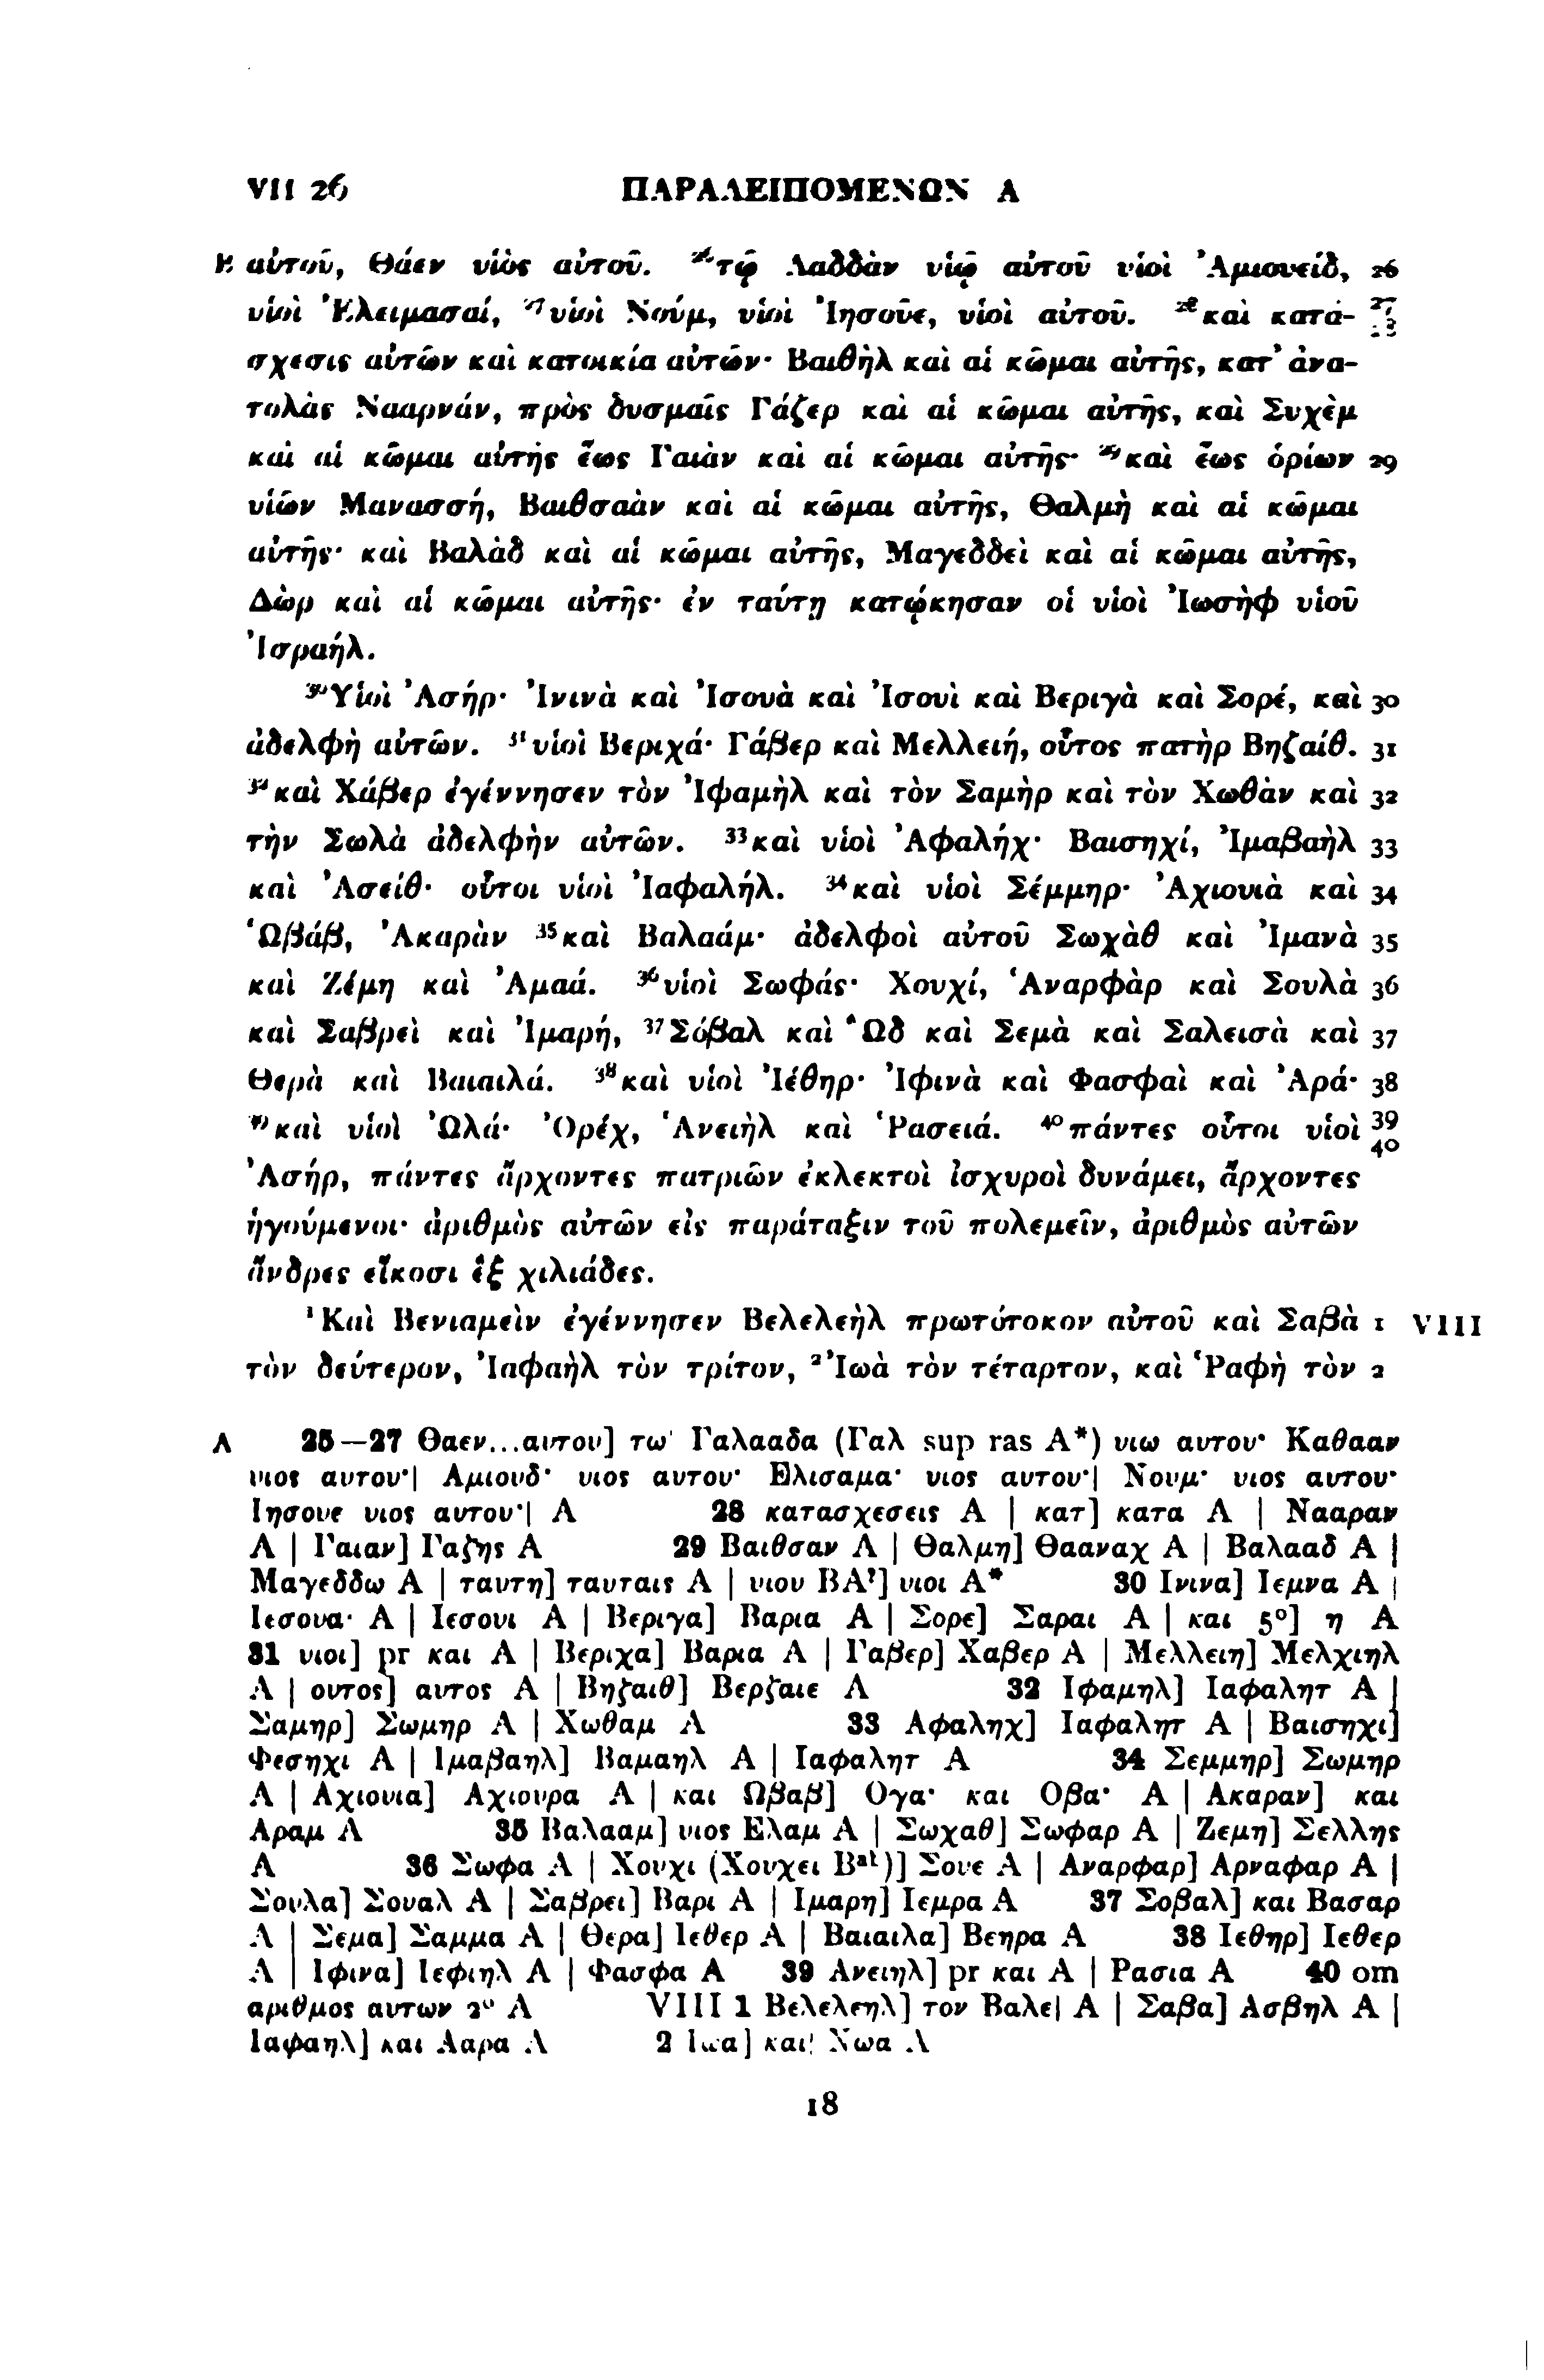 VII 26 ΠΑΡΑΛΕΙΠΟΜΕΝΩΝ Α
B αὐτοῦ, Θάεν υἱὸς αὐτοῦ. ²⁶τῷ Λαδδὰν υἱῷ αὐτοῦ υἱοὶ Ἀμιουείδ, 26
υἱοὶ Ἐλειμασαί, ²⁷υἱοὶ Νούμ, υἱοὶ Ἰησοῦε, υἱοὶ αὐτοῦ. ²⁸καὶ κατά- 27 28
σχεσις αὐτῶν καὶ κατοικία αὐτῶν· Βαιθὴλ καὶ αἱ κῶμαι αὐτῆς, κατ’ ἀνα-
τολὰς Νααρνάν, πρὸς δυσμαῖς Γάζερ καὶ αἱ κῶμαι αὐτῆς, καὶ Συχὲμ
καὶ αἱ κῶμαι αὐτῆς ἕως Γαιὰν καὶ αἱ κῶμαι αὐτῆς· ²⁹καὶ ἕως ὁρίων 29
υἱῶν Μανασσή, Βαιθσαὰν καὶ αἱ κῶμαι αὐτῆς, Θαλμὴ καὶ αἱ κῶμαι
αὐτῆς· καὶ Βαλὰδ καὶ αἱ κῶμαι αὐτῆς, Μαγεδδεὶ καὶ αἱ κῶμαι αὐτῆς,
Δὼρ καὶ αἱ κῶμαι αὐτῆς· ἐν ταύτῃ κατῴκησαν οἱ υἱοὶ Ἰωσὴφ υἱοῦ
Ἰσραήλ.
³⁰Υἱοὶ Ἀσήρ· Ἰνινὰ καὶ Ἰσουὰ καὶ Ἰσουὶ καὶ Βεριγὰ καὶ Σορέ, καὶ 30
ἀδελφὴ αὐτῶν. ³¹υἱοὶ Βεριχά· Γάβερ καὶ Μελλειή, οὗτος πατὴρ Βηζαίθ. 31
³²καὶ Χάβερ ἐγέννησεν τὸν Ἰφαμὴλ καὶ τὸν Σαμὴρ καὶ τὸν Χωθὰν καὶ 32
τὴν Σωλὰ ἀδελφὴν αὐτῶν. ³³καὶ υἱοὶ Ἀφαλήχ· Βαισηχί, Ἰμαβαὴλ 33
καὶ Ἀσείθ· οὗτοι υἱοὶ Ἰαφαλήλ. ³⁴καὶ υἱοὶ Σέμμηρ· Ἀχιουιὰ καὶ 34
Ὡβάβ, Ἀκαρὰν ³⁵καὶ Βαλαάμ· ἀδελφοὶ αὐτοῦ Σωχὰθ καὶ Ἰμανὰ 35
καὶ Ζέμη καὶ Ἀμαά. ³⁶υἱοὶ Σωφάς· Χουχί, Ἁναρφὰρ καὶ Σουλὰ 36
καὶ Σαβρεὶ καὶ Ἰμαρή, ³⁷Σόβαλ καὶ Ὢδ καὶ Σεμὰ καὶ Σαλεισὰ καὶ 37
Θερὰ καὶ Βαιαιλά. ³⁸καὶ υἱοὶ Ἰέθηρ· Ἰφινὰ καὶ Φασφαὶ καὶ Ἀρά· 38
³⁹καὶ υἱοὶ Ὠλά· Ὀρέχ, Ἁνειὴλ καὶ Ῥασειά. ⁴⁰πάντες οὗτοι υἱοὶ 39 40
Ἀσήρ, πάντες ἄρχοντες πατριῶν ἐκλεκτοὶ ἰσχυροὶ δυνάμει, ἄρχοντες
ἡγούμενοι· ἀριθμὸς αὐτῶν εἰς παράταξιν τοῦ πολεμεῖν, ἀριθμὸς αὐτῶν
ἄνδρες εἴκοσι ἓξ χιλιάδες.
¹Καὶ Βενιαμεὶν ἐγέννησεν Βελελεὴλ πρωτότοκον αὐτοῦ καὶ Σαβὰ 1 VIII
τὸν δεύτερον, Ἰαφαὴλ τὸν τρίτον, ²Ἰωὰ τὸν τέταρτον, καὶ Ῥαφὴ τὸν 2
A 25—27 Θαεν...αυτου] τω' Γαλααδα (Γαλ sup ras A*) υιω αυτου· Καθααν
υιος αυτου·| Αμιουδ· υιος αυτου· Ελισαμα· υιος αυτου·| Νουμ· υιος αυτου·
Ιησουε υιος αυτου·| A 28 κατασχεσεις A | κατ] κατα A | Νααραν
A | Γαιαν] Γαζης A 29 Βαιθσαν A | Θαλμη] Θααναχ A | Βαλααδ A |
Μαγεδδω A | ταυτη] ταυταις A | υιου BA?] υιοι A* 30 Ινινα] Ιεμνα A |
Ιεσουα· A | Ιεσουι A | Βεριγα] Βαρια A | Σορε] Σαραι A | και 5°] η A
31 υιοι] pr και A | Βεριχα] Βαρια A | Γαβερ] Χαβερ A | Μελλειη] Μελχιηλ
A | ουτος] αυτος A | Βηζαιθ] Βερζαιε A 32 Ιφαμηλ] Ιαφαλητ A |
Σαμηρ] Σωμηρ A | Χωθαμ A 33 Αφαληχ] Ιαφαλητ A | Βαισηχι]
Φεσηχι A | Ιμαβαηλ] Βαμαηλ A | Ιαφαλητ A 34 Σεμμηρ] Σωμηρ
A | Αχιουια] Αχιουρα A | και Ωβαβ] Ογα· και Οβα· A | Ακαραν] και
Αραμ A 35 Βαλααμ] υιος Ελαμ A | Σωχαθ] Σωφαρ A | Ζεμη] Σελλης
A 36 Σωφα A | Χουχι (Χουχει Bᵃᵇ)] Σουε A | Αναρφαρ] Αρναφαρ A |
Σουλα] Σουαλ A | Σαβρει] Βαρι A | Ιμαρη] Ιεμρα A 37 Σοβαλ] και Βασαρ
A | Σεμα] Σαμμα A | Θερα] Ιεθερ A | Βαιαιλα] Βεηρα A 38 Ιεθηρ] Ιεθερ
A | Ιφινα] Ιεφιηλ A | Φασφα A 39 Ανειηλ] pr και A | Ρασια A 40 om
αριθμος αυτων 2° A VIII 1 Βελελεηλ] τον Βαλε| A | Σαβα] Ασβηλ A |
Ιαφαηλ] και Ααρα A 2 Ιωα] και| Νωα A
18